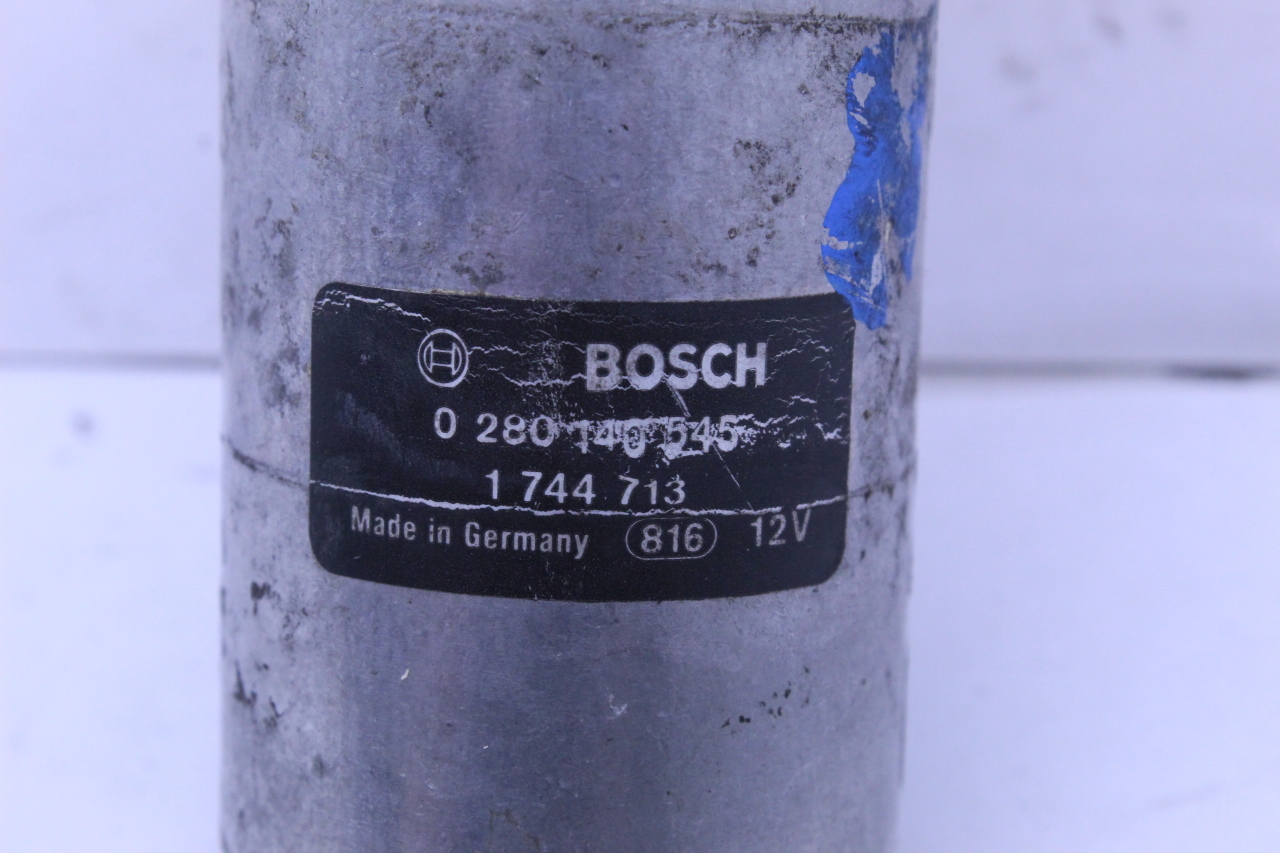 BOSCH
0 280 140 545
1 744 713
Made in Germany 816 12V